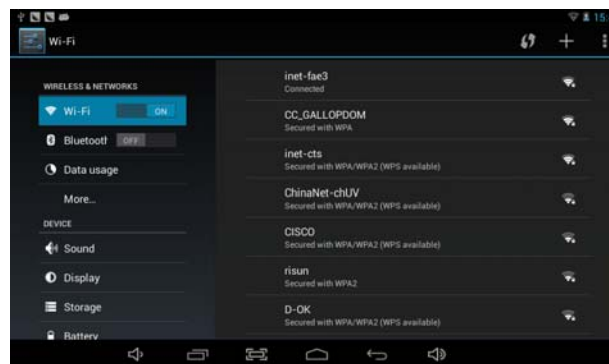 15:
Wi-Fi
WIRELESS & NETWORKS
Wi-Fi ON
Bluetooth OFF
Data usage
More...
DEVICE
Sound
Display
Storage
Battery
inet-fae3
Connected
CC_GALLOPDOM
Secured with WPA
inet-cts
Secured with WPA/WPA2 (WPS available)
ChinaNet-chUV
Secured with WPA/WPA2 (WPS available)
CISCO
Secured with WPA/WPA2 (WPS available)
risun
Secured with WPA2
D-OK
Secured with WPA/WPA2 (WPS available)